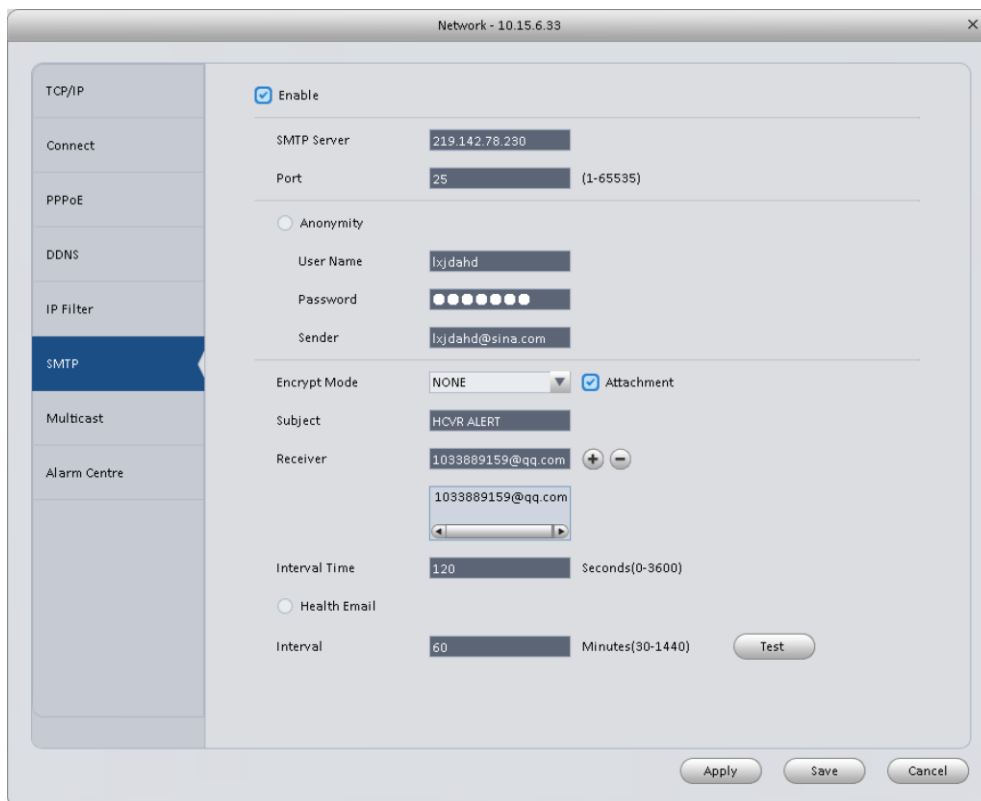 Network - 10.15.6.33
TCP/IP
Connect
PPPoE
DDNS
IP Filter
SMTP
Multicast
Alarm Centre
Enable
SMTP Server 219.142.78.230
Port 25 (1-65535)
Anonymity
User Name lxjdahd
Password
Sender lxjdahd@sina.com
Encrypt Mode NONE Attachment
Subject HCVR ALERT
Receiver 1033889159@qq.com
1033889159@qq.com
Interval Time 120 Seconds(0-3600)
Health Email
Interval 60 Minutes(30-1440) Test
Apply Save Cancel